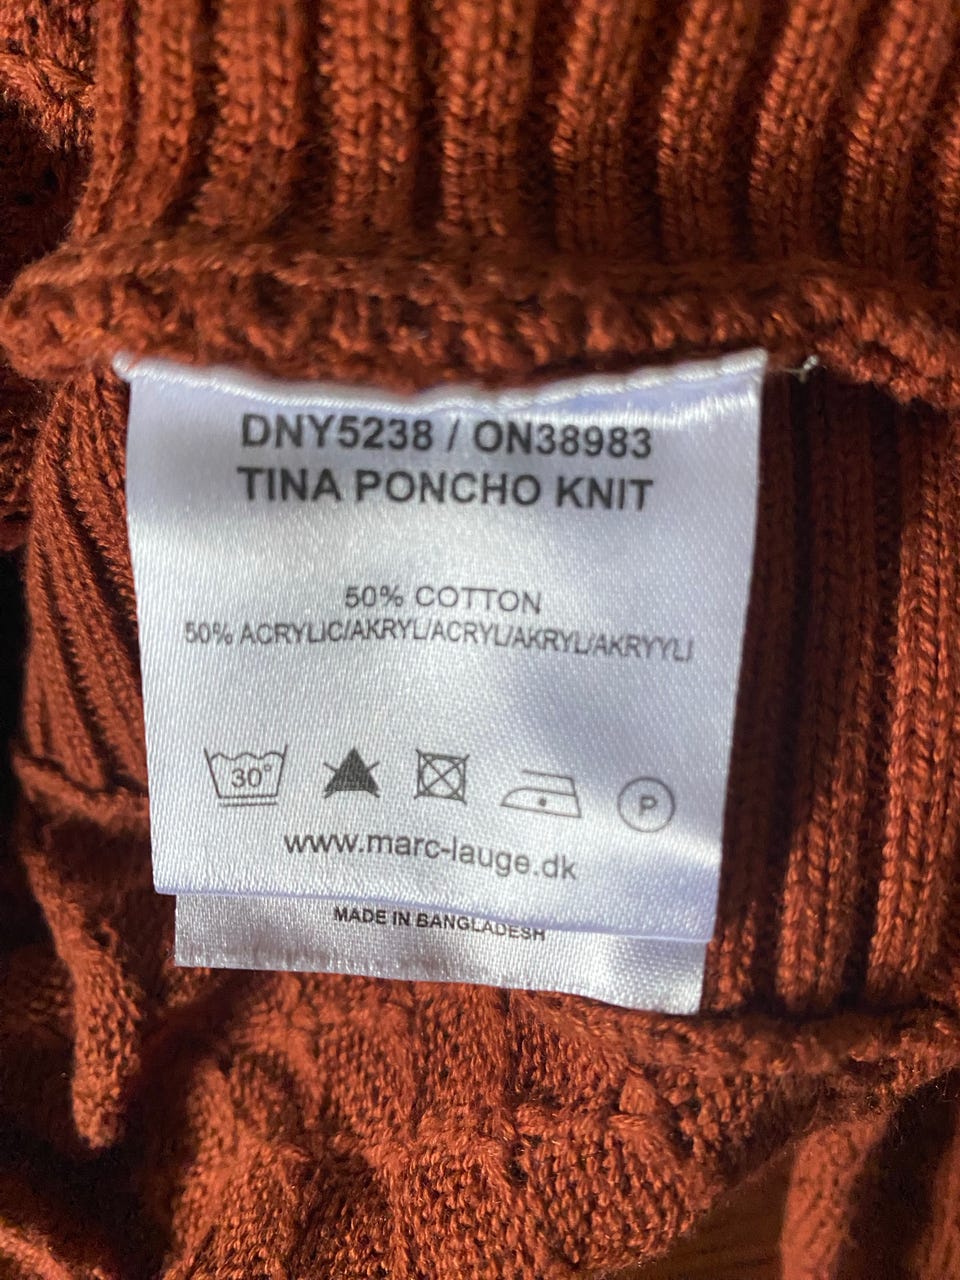 DNY5238 / ON38983
TINA PONCHO KNIT
50% COTTON
50% ACRYLIC/AKRYL/ACRYL/AKRYL/AKRYYLI
30°
P
www.marc-lauge.dk
MADE IN BANGLADESH